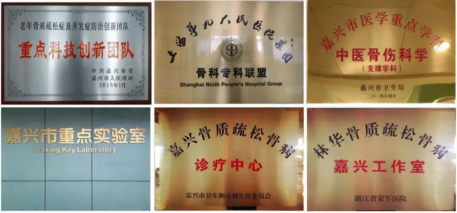 老年骨质疏松症及并发症防治创新团队
重点科技创新团队
中共嘉兴市委
嘉兴市人民政府
上海第九人民医院集团
骨科专科联盟
Shanghai Ninth People's Hospital Group
嘉兴市医学重点学科
中医骨伤科学
(支撑学科)
嘉兴市卫生局
嘉兴市重点实验室
Jiaxing Key Laboratory
嘉兴骨质疏松骨病
诊疗中心
嘉兴市卫生和计划生育委员会
林华骨质疏松骨病
嘉兴工作室
浙江省荣军医院